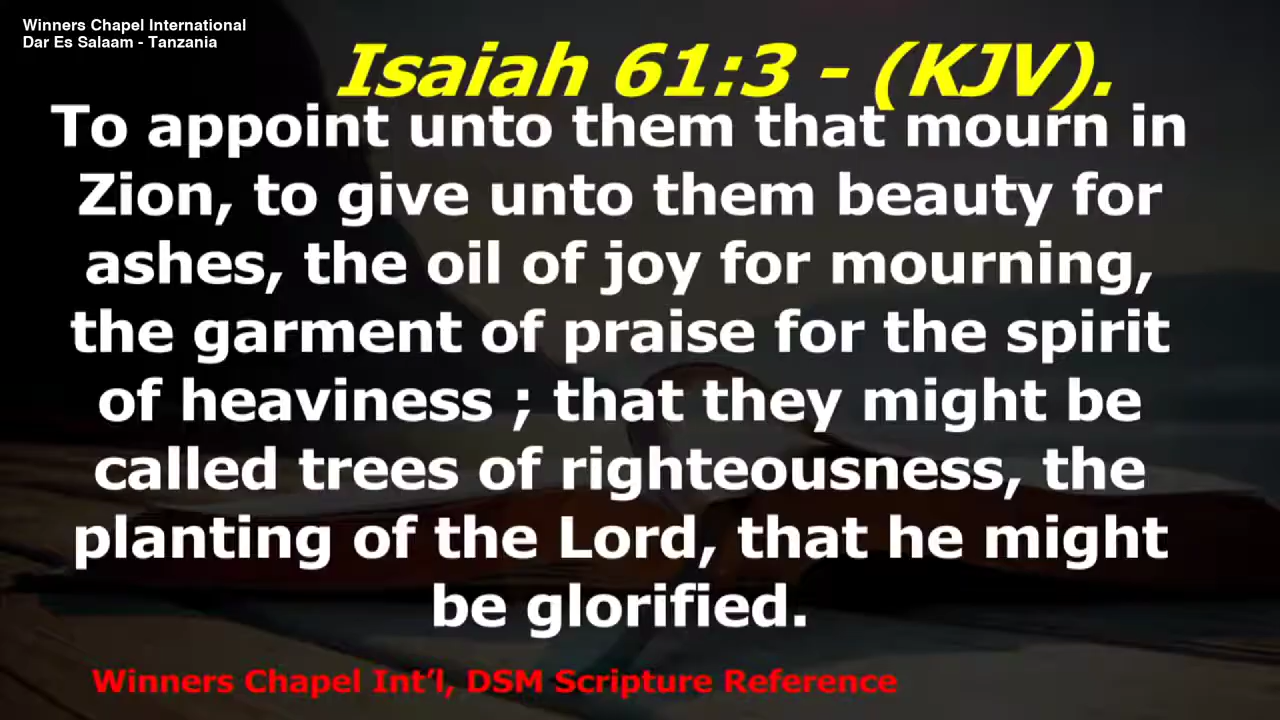 Winners Chapel International
Dar Es Salaam - Tanzania
Isaiah 61:3 - (KJV).
To appoint unto them that mourn in
Zion, to give unto them beauty for
ashes, the oil of joy for mourning,
the garment of praise for the spirit
of heaviness ; that they might be
called trees of righteousness, the
planting of the Lord, that he might
be glorified.
Winners Chapel Int’l, DSM Scripture Reference